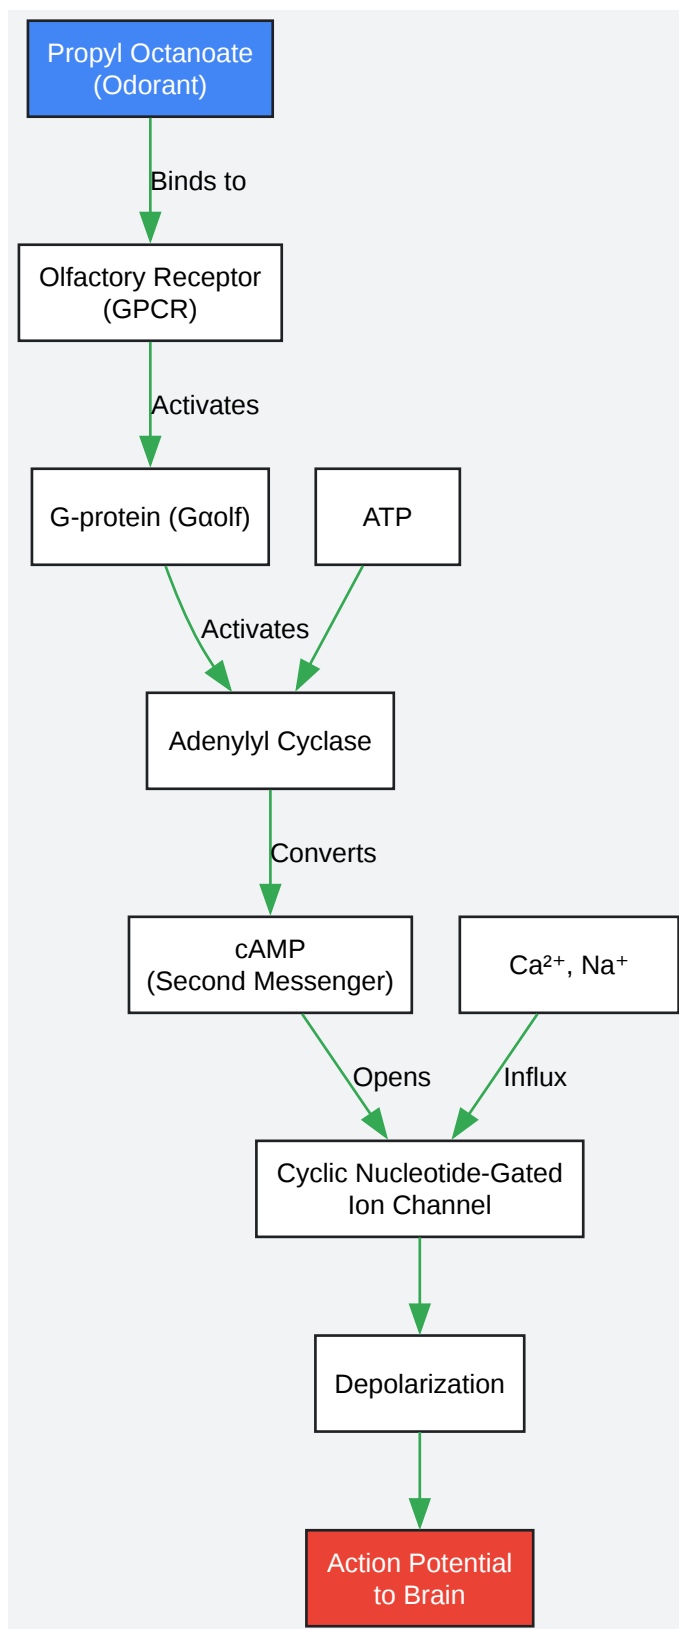 Propyl Octanoate
(Odorant)
Binds to
Olfactory Receptor
(GPCR)
Activates
G-protein (Gαolf)
ATP
Activates
Adenylyl Cyclase
Converts
cAMP
(Second Messenger)
Ca²⁺, Na⁺
Opens
Influx
Cyclic Nucleotide-Gated
Ion Channel
Depolarization
Action Potential
to Brain